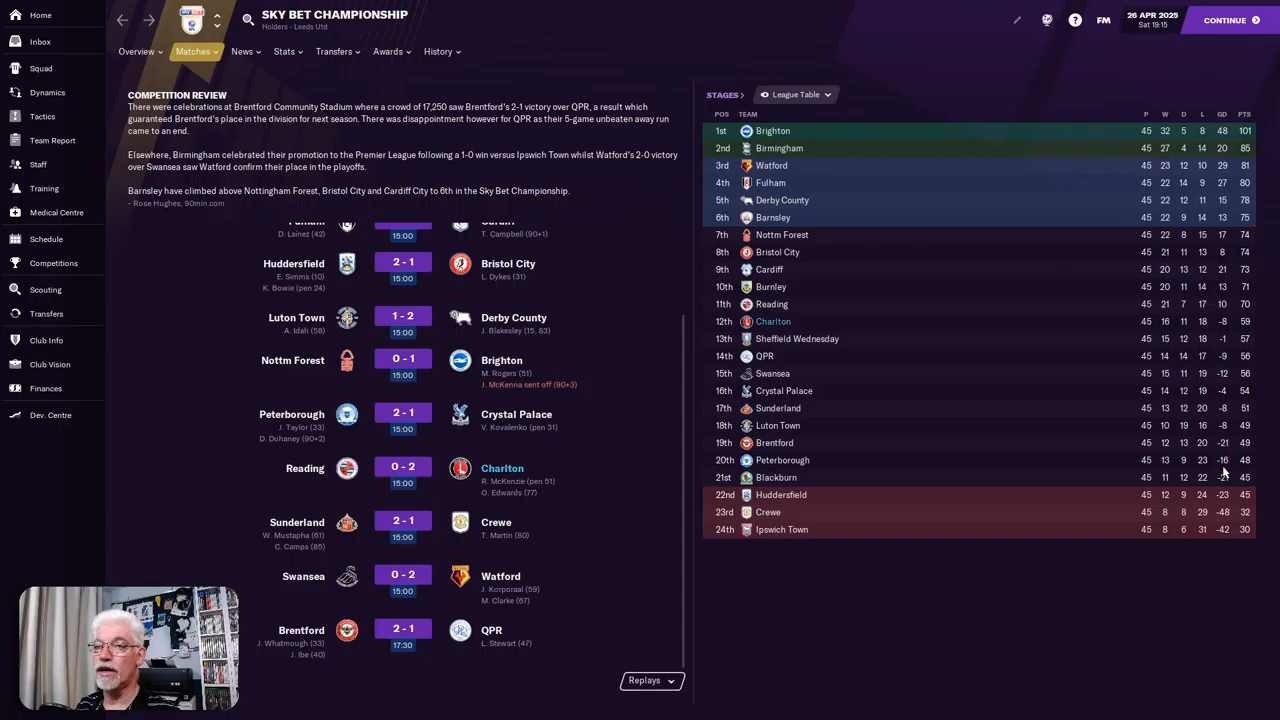 Home
Inbox
Squad
Dynamics
Tactics
Team Report
Staff
Training
Medical Centre
Schedule
Competitions
Scouting
Transfers
Club Info
Club Vision
Finances
Dev. Centre
SKY BET CHAMPIONSHIP
Holders - Leeds Utd
FM
26 APR 2025
Sat 19:15
CONTINUE
Overview Matches News Stats Transfers Awards History
COMPETITION REVIEW
There were celebrations at Brentford Community Stadium where a crowd of 17,250 saw Brentford's 2-1 victory over QPR, a result which
guaranteed Brentford's place in the division for next season. There was disappointment however for QPR as their 5-game unbeaten away run
came to an end.
Elsewhere, Birmingham celebrated their promotion to the Premier League following a 1-0 win versus Ipswich Town whilst Watford's 2-0 victory
over Swansea saw Watford confirm their place in the playoffs.
Barnsley have climbed above Nottingham Forest, Bristol City and Cardiff City to 6th in the Sky Bet Championship.
- Rose Hughes, 90min.com
D. Lainez (42) 15:00 T. Campbell (90+1)
Huddersfield 2 - 1 Bristol City
E. Simms (10) 15:00 L. Dykes (31)
K. Bowie (pen 24)
Luton Town 1 - 2 Derby County
A. Idah (58) 15:00 J. Blakesley (15, 83)
Nottm Forest 0 - 1 Brighton
15:00 M. Rogers (51)
J. McKenna sent off (90+3)
Peterborough 2 - 1 Crystal Palace
J. Taylor (33) 15:00 V. Kovalenko (pen 31)
D. Duhaney (90+2)
Reading 0 - 2 Charlton
15:00 R. McKenzie (pen 51)
O. Edwards (77)
Sunderland 2 - 1 Crewe
W. Mustapha (61) 15:00 T. Martin (80)
C. Camps (85)
Swansea 0 - 2 Watford
15:00 J. Korporaal (59)
M. Clarke (67)
Brentford 2 - 1 QPR
J. Whatmough (33) 17:30 L. Stewart (47)
J. Ibe (40)
Replays
STAGES League Table
POS TEAM P W D L GD PTS
1st Brighton 45 32 5 8 48 101
2nd Birmingham 45 27 4 14 20 85
3rd Watford 45 23 12 10 29 81
4th Fulham 45 22 14 9 27 80
5th Derby County 45 22 12 11 15 78
6th Barnsley 45 22 9 14 13 75
7th Nottm Forest 45 22 8 15 17 74
8th Bristol City 45 21 11 13 8 74
9th Cardiff 45 20 13 12 21 73
10th Burnley 45 20 11 14 13 71
11th Reading 45 21 7 17 10 70
12th Charlton 45 16 11 18 -8 59
13th Sheffield Wednesday 45 15 12 18 -1 57
14th QPR 45 14 14 17 -9 56
15th Swansea 45 15 11 19 -12 56
16th Crystal Palace 45 14 12 19 -4 54
17th Sunderland 45 13 12 20 -8 51
18th Luton Town 45 10 19 16 -8 49
19th Brentford 45 12 13 20 -21 49
20th Peterborough 45 13 9 23 -16 48
21st Blackburn 45 11 12 22 45
22nd Huddersfield 45 12 9 24 -23 45
23rd Crewe 45 8 8 29 -48 32
24th Ipswich Town 45 8 6 31 -42 30